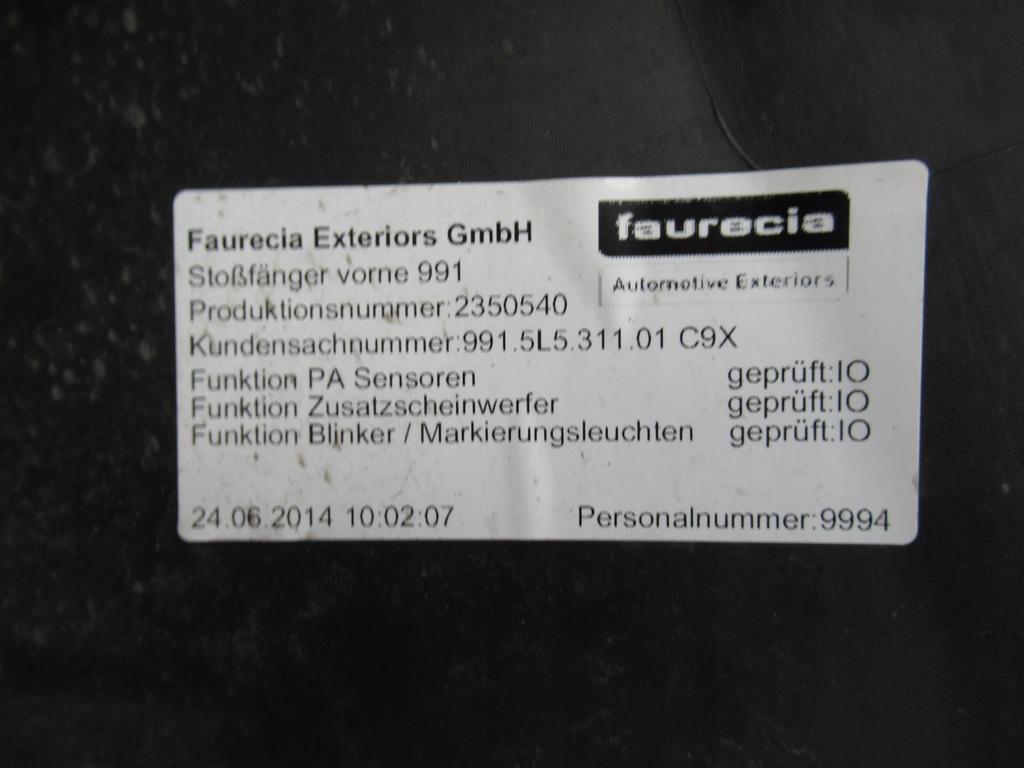 Faurecia Exteriors GmbH
faurecia
Automotive Exteriors
Stoßfänger vorne 991
Produktionsnummer:2350540
Kundensachnummer:991.5L5.311.01 C9X
Funktion PA Sensoren geprüft:IO
Funktion Zusatzscheinwerfer geprüft:IO
Funktion Blinker / Markierungsleuchten geprüft:IO
24.06.2014 10:02:07 Personalnummer:9994